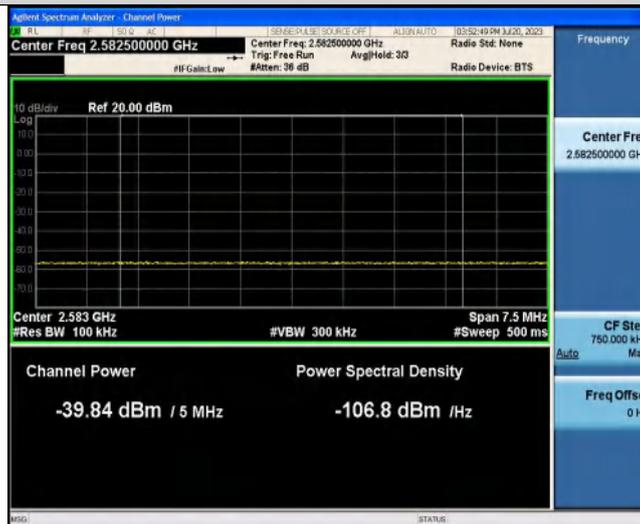 Agilent Spectrum Analyzer - Channel Power
RL RF 50 Ω AC SENSE:PULSE SOURCE OFF ALIGN AUTO 03:52:49 PM Jul 20, 2023
Center Freq 2.582500000 GHz
Center Freq: 2.582500000 GHz
Radio Std: None
Trig: Free Run Avg|Hold: 3/3
#IFGain:Low #Atten: 36 dB
Radio Device: BTS
Frequency
10 dB/div Ref 20.00 dBm
Log
10.0
0.00
-10.0
-20.0
-30.0
-40.0
-50.0
-60.0
-70.0
Center Fre
2.582500000 GH
Center 2.583 GHz Span 7.5 MHz
#Res BW 100 kHz #VBW 300 kHz #Sweep 500 ms
CF Ste
750.000 kH
Auto Ma
Channel Power Power Spectral Density
-39.84 dBm / 5 MHz -106.8 dBm /Hz
Freq Offs
0 H
MSG STATUS